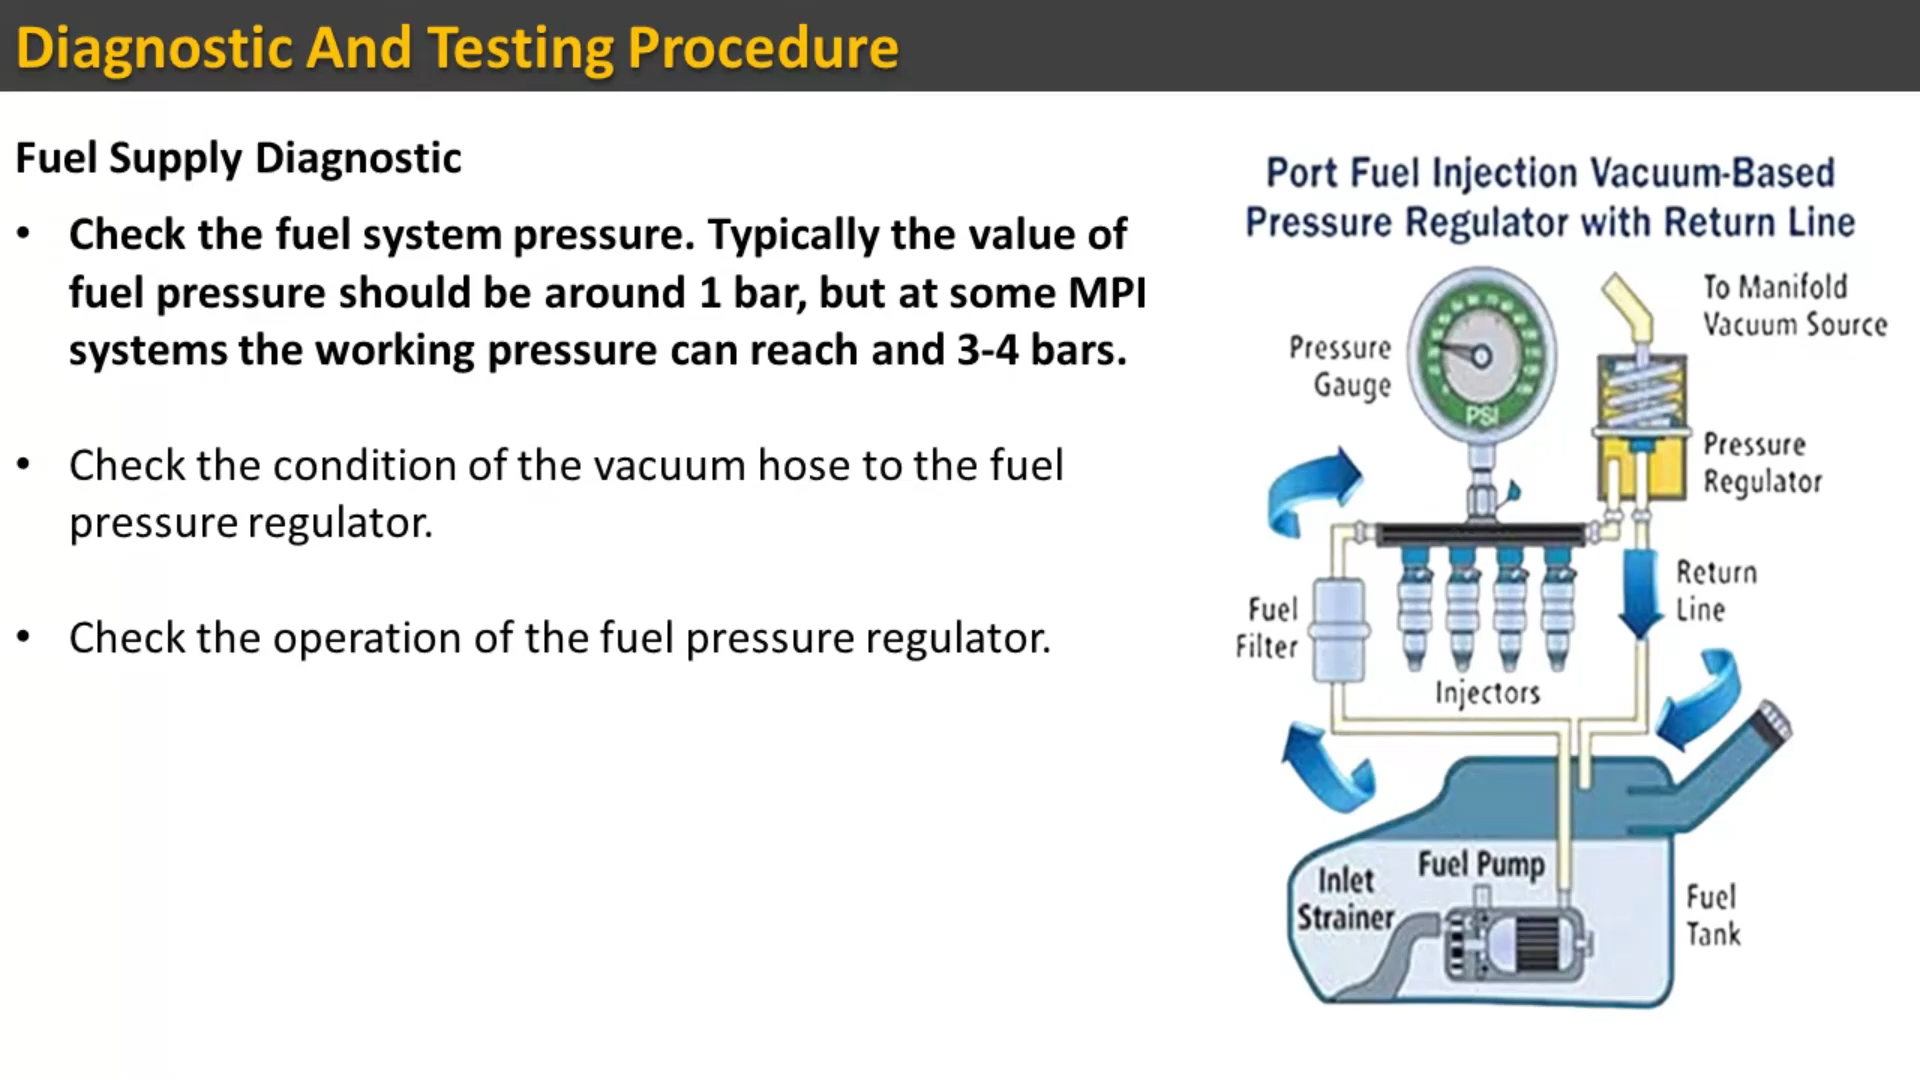 Diagnostic And Testing Procedure
Fuel Supply Diagnostic
• Check the fuel system pressure. Typically the value of
fuel pressure should be around 1 bar, but at some MPI
systems the working pressure can reach and 3-4 bars.
• Check the condition of the vacuum hose to the fuel
pressure regulator.
• Check the operation of the fuel pressure regulator.
Port Fuel Injection Vacuum-Based
Pressure Regulator with Return Line
To Manifold
Vacuum Source
Pressure
Gauge
PSI
Pressure
Regulator
Return
Line
Fuel
Filter
Injectors
Fuel Pump
Inlet
Strainer
Fuel
Tank